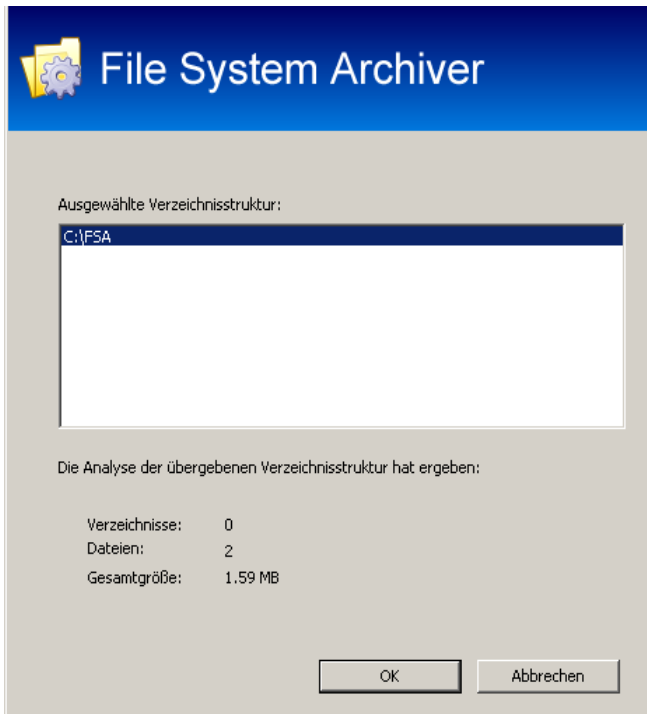 File System Archiver
Ausgewählte Verzeichnisstruktur:
C:\FSA
Die Analyse der übergebenen Verzeichnisstruktur hat ergeben:
Verzeichnisse: 0
Dateien: 2
Gesamtgröße: 1.59 MB
OK Abbrechen